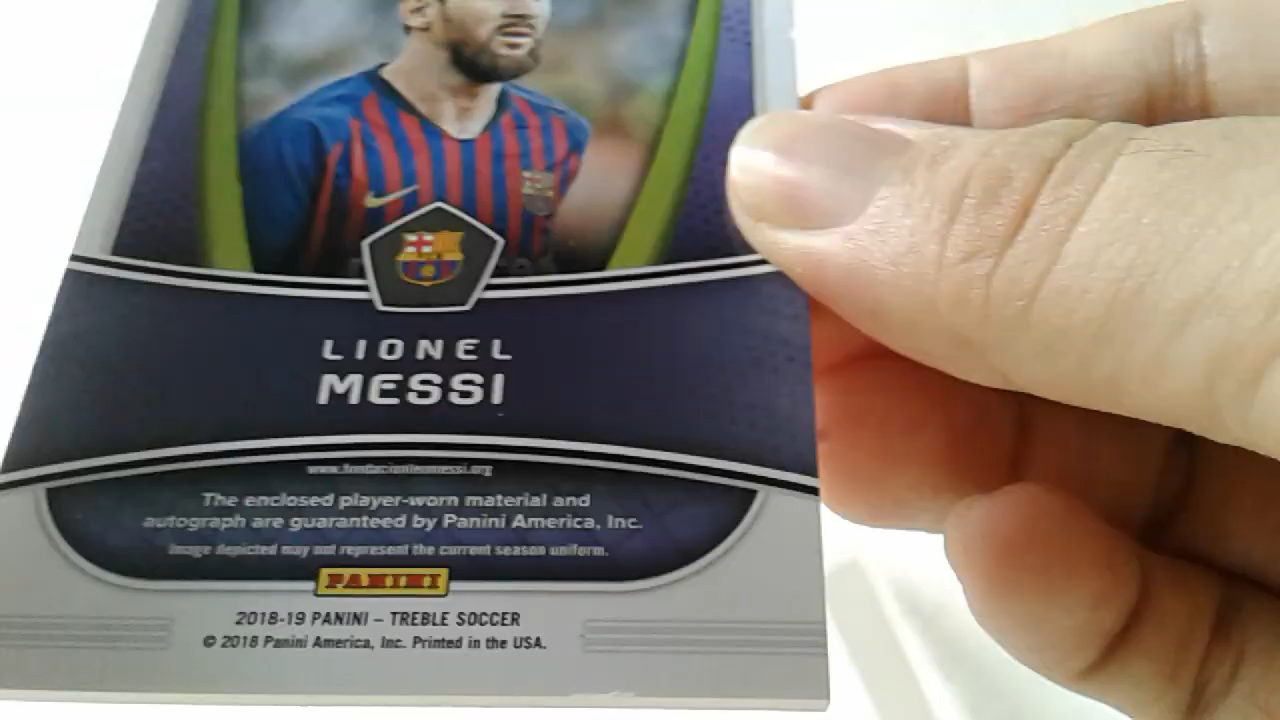 LIONEL
MESSI
The enclosed player-worn material and
autograph are guaranteed by Panini America, Inc.
Image depicted may not represent the current season uniform.
PANINI
2018-19 PANINI – TREBLE SOCCER
© 2018 Panini America, Inc. Printed in the USA.